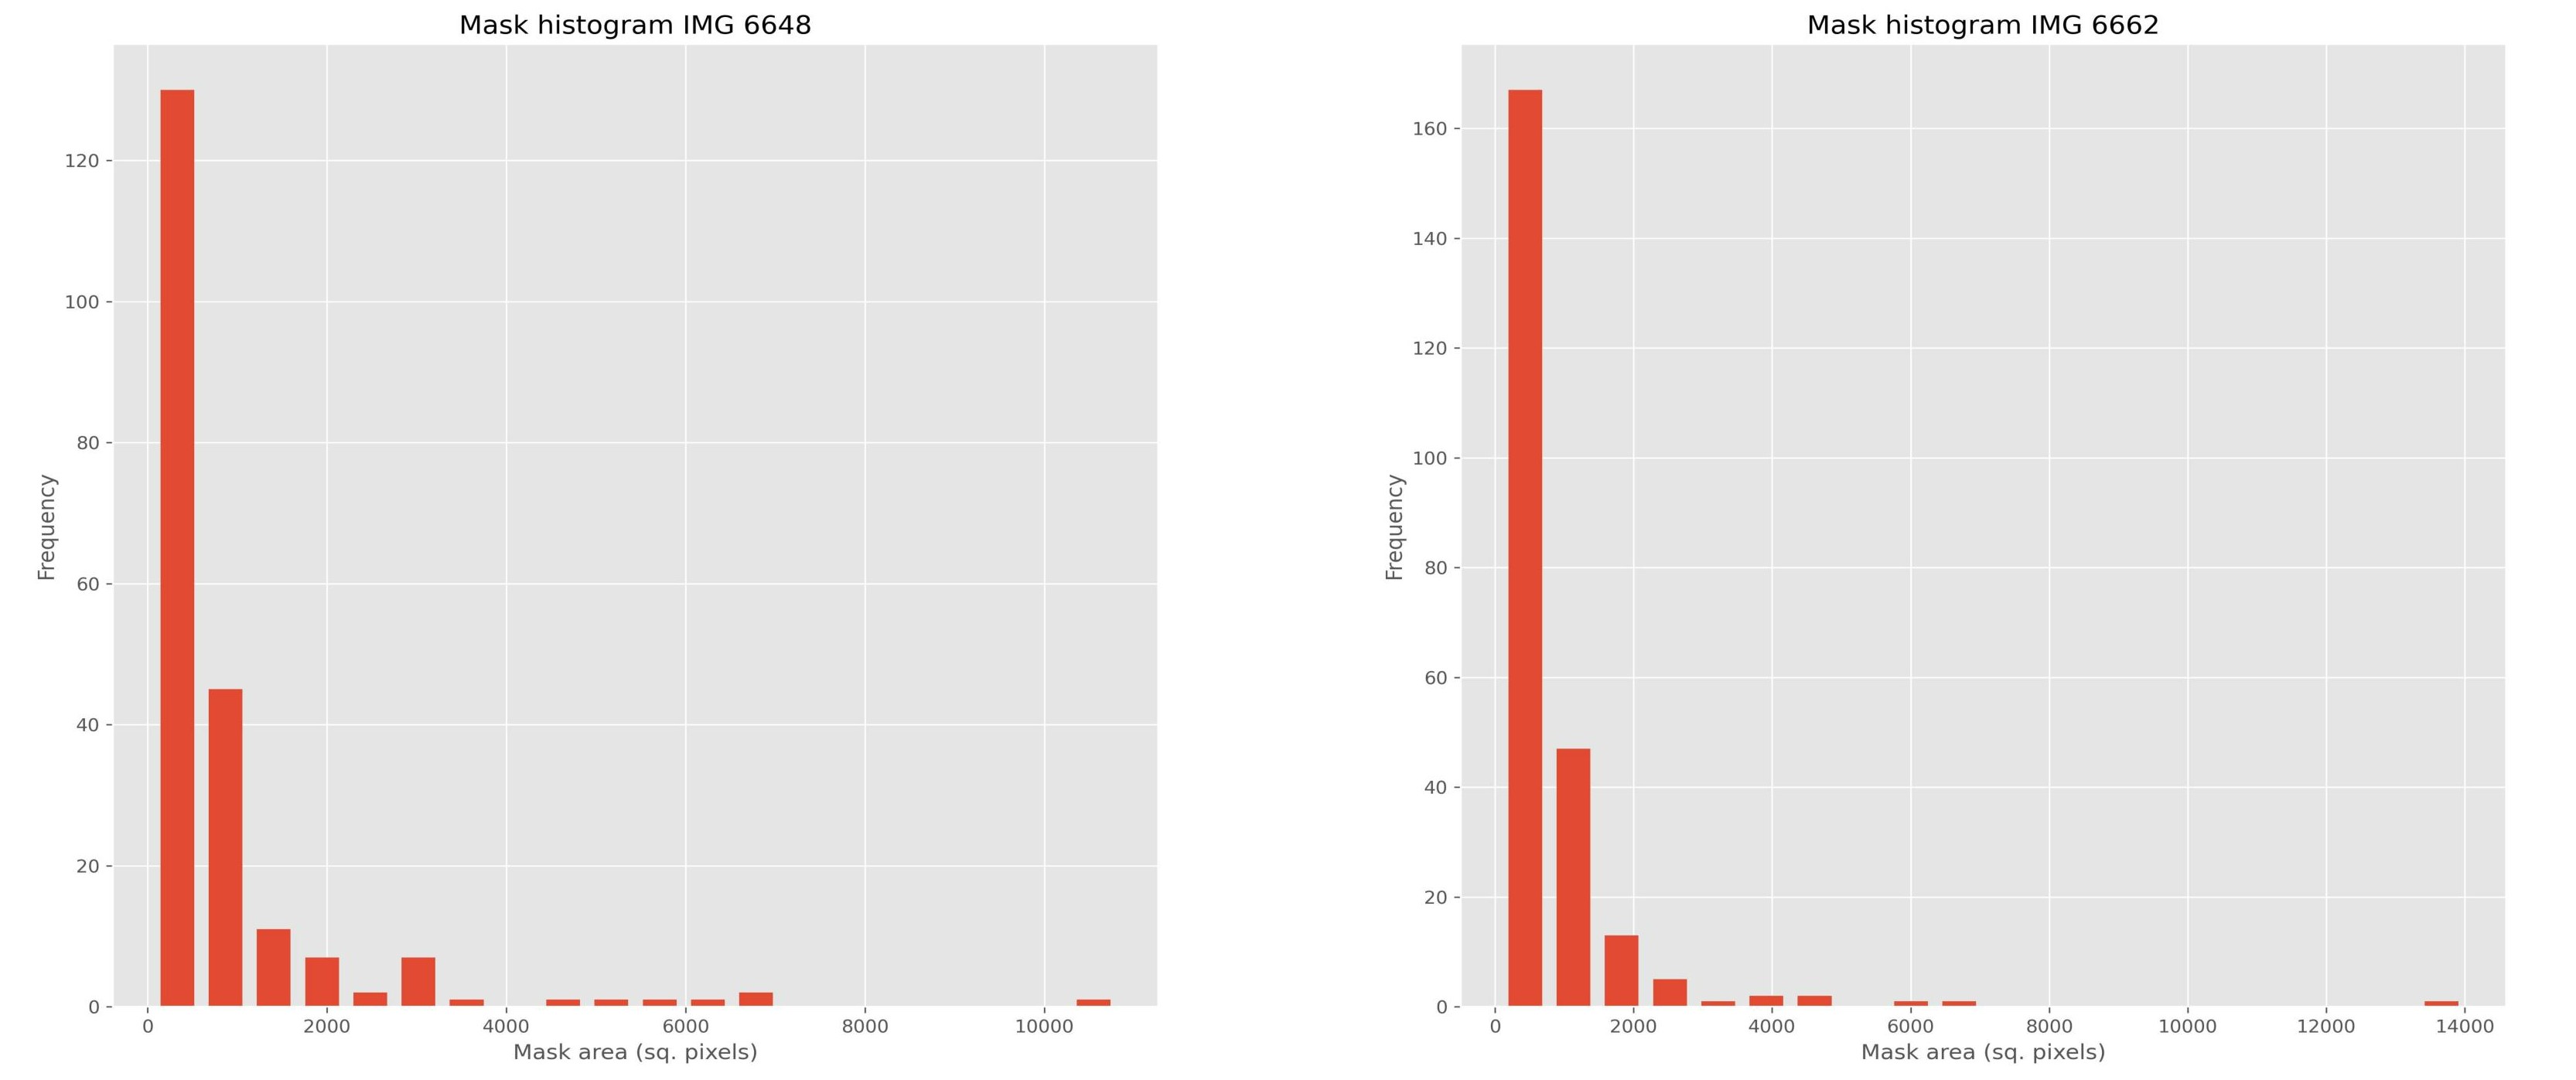 Mask histogram IMG 6648
120
100
80
60
40
20
0
Frequency
0 2000 4000 6000 8000 10000
Mask area (sq. pixels)
Mask histogram IMG 6662
160
140
120
100
80
60
40
20
0
Frequency
0 2000 4000 6000 8000 10000 12000 14000
Mask area (sq. pixels)